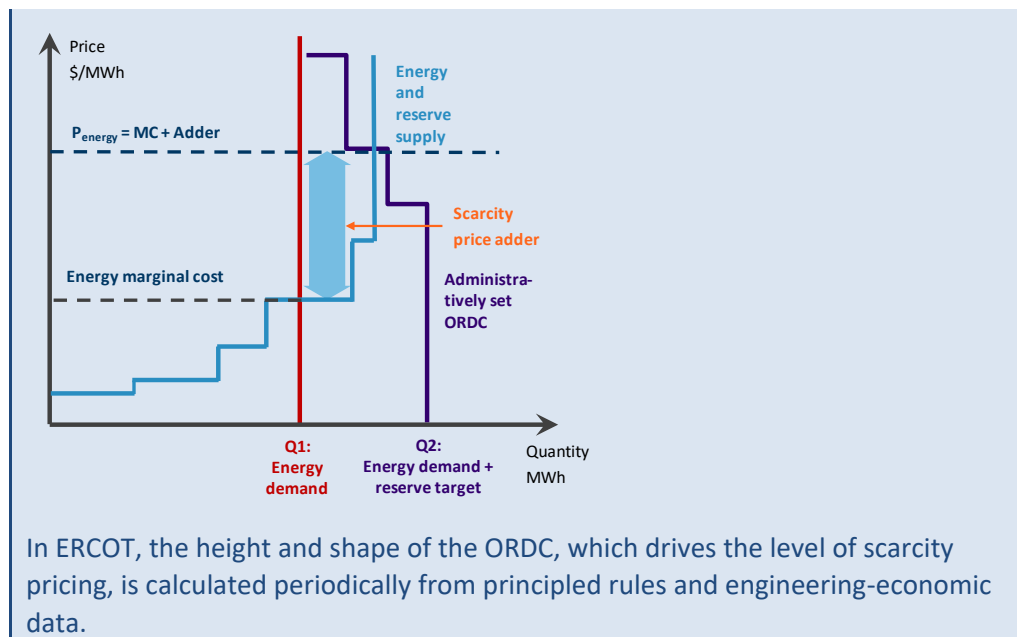 Price
$/MWh
Energy
and
reserve
supply
Penergy = MC + Adder
Scarcity
price adder
Energy marginal cost
Administra-
tively set
ORDC
Q1:
Energy
demand
Q2:
Energy demand +
reserve target
Quantity
MWh
In ERCOT, the height and shape of the ORDC, which drives the level of scarcity
pricing, is calculated periodically from principled rules and engineering-economic
data.